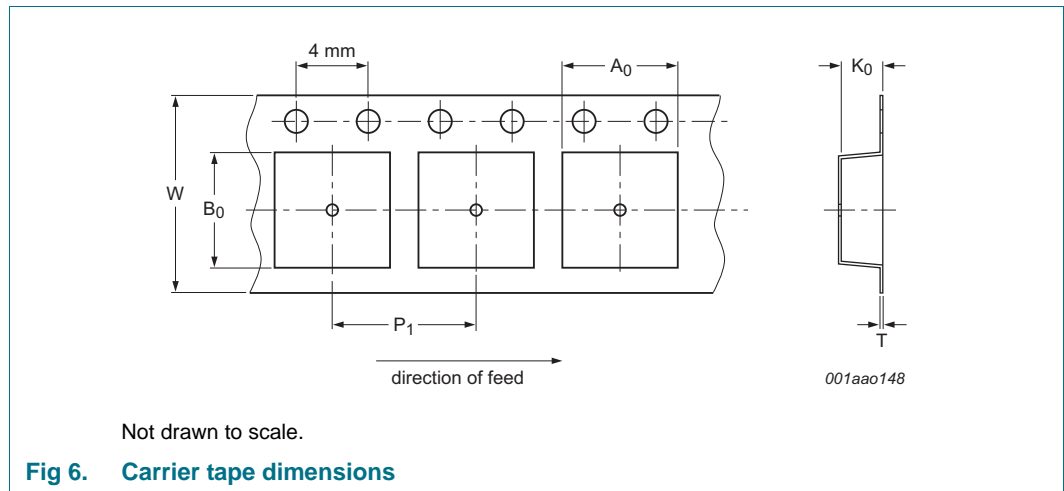 4 mm
A0
K0
W
B0
P1
T
direction of feed
001aao148
Not drawn to scale.
Fig 6. Carrier tape dimensions